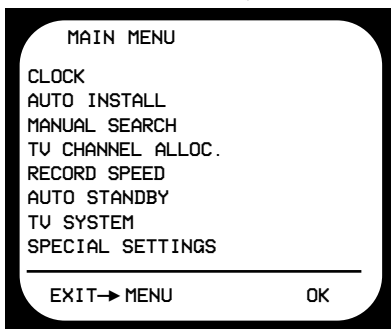 MAIN MENU
CLOCK
AUTO INSTALL
MANUAL SEARCH
TV CHANNEL ALLOC.
RECORD SPEED
AUTO STANDBY
TV SYSTEM
SPECIAL SETTINGS
EXIT→ MENU OK